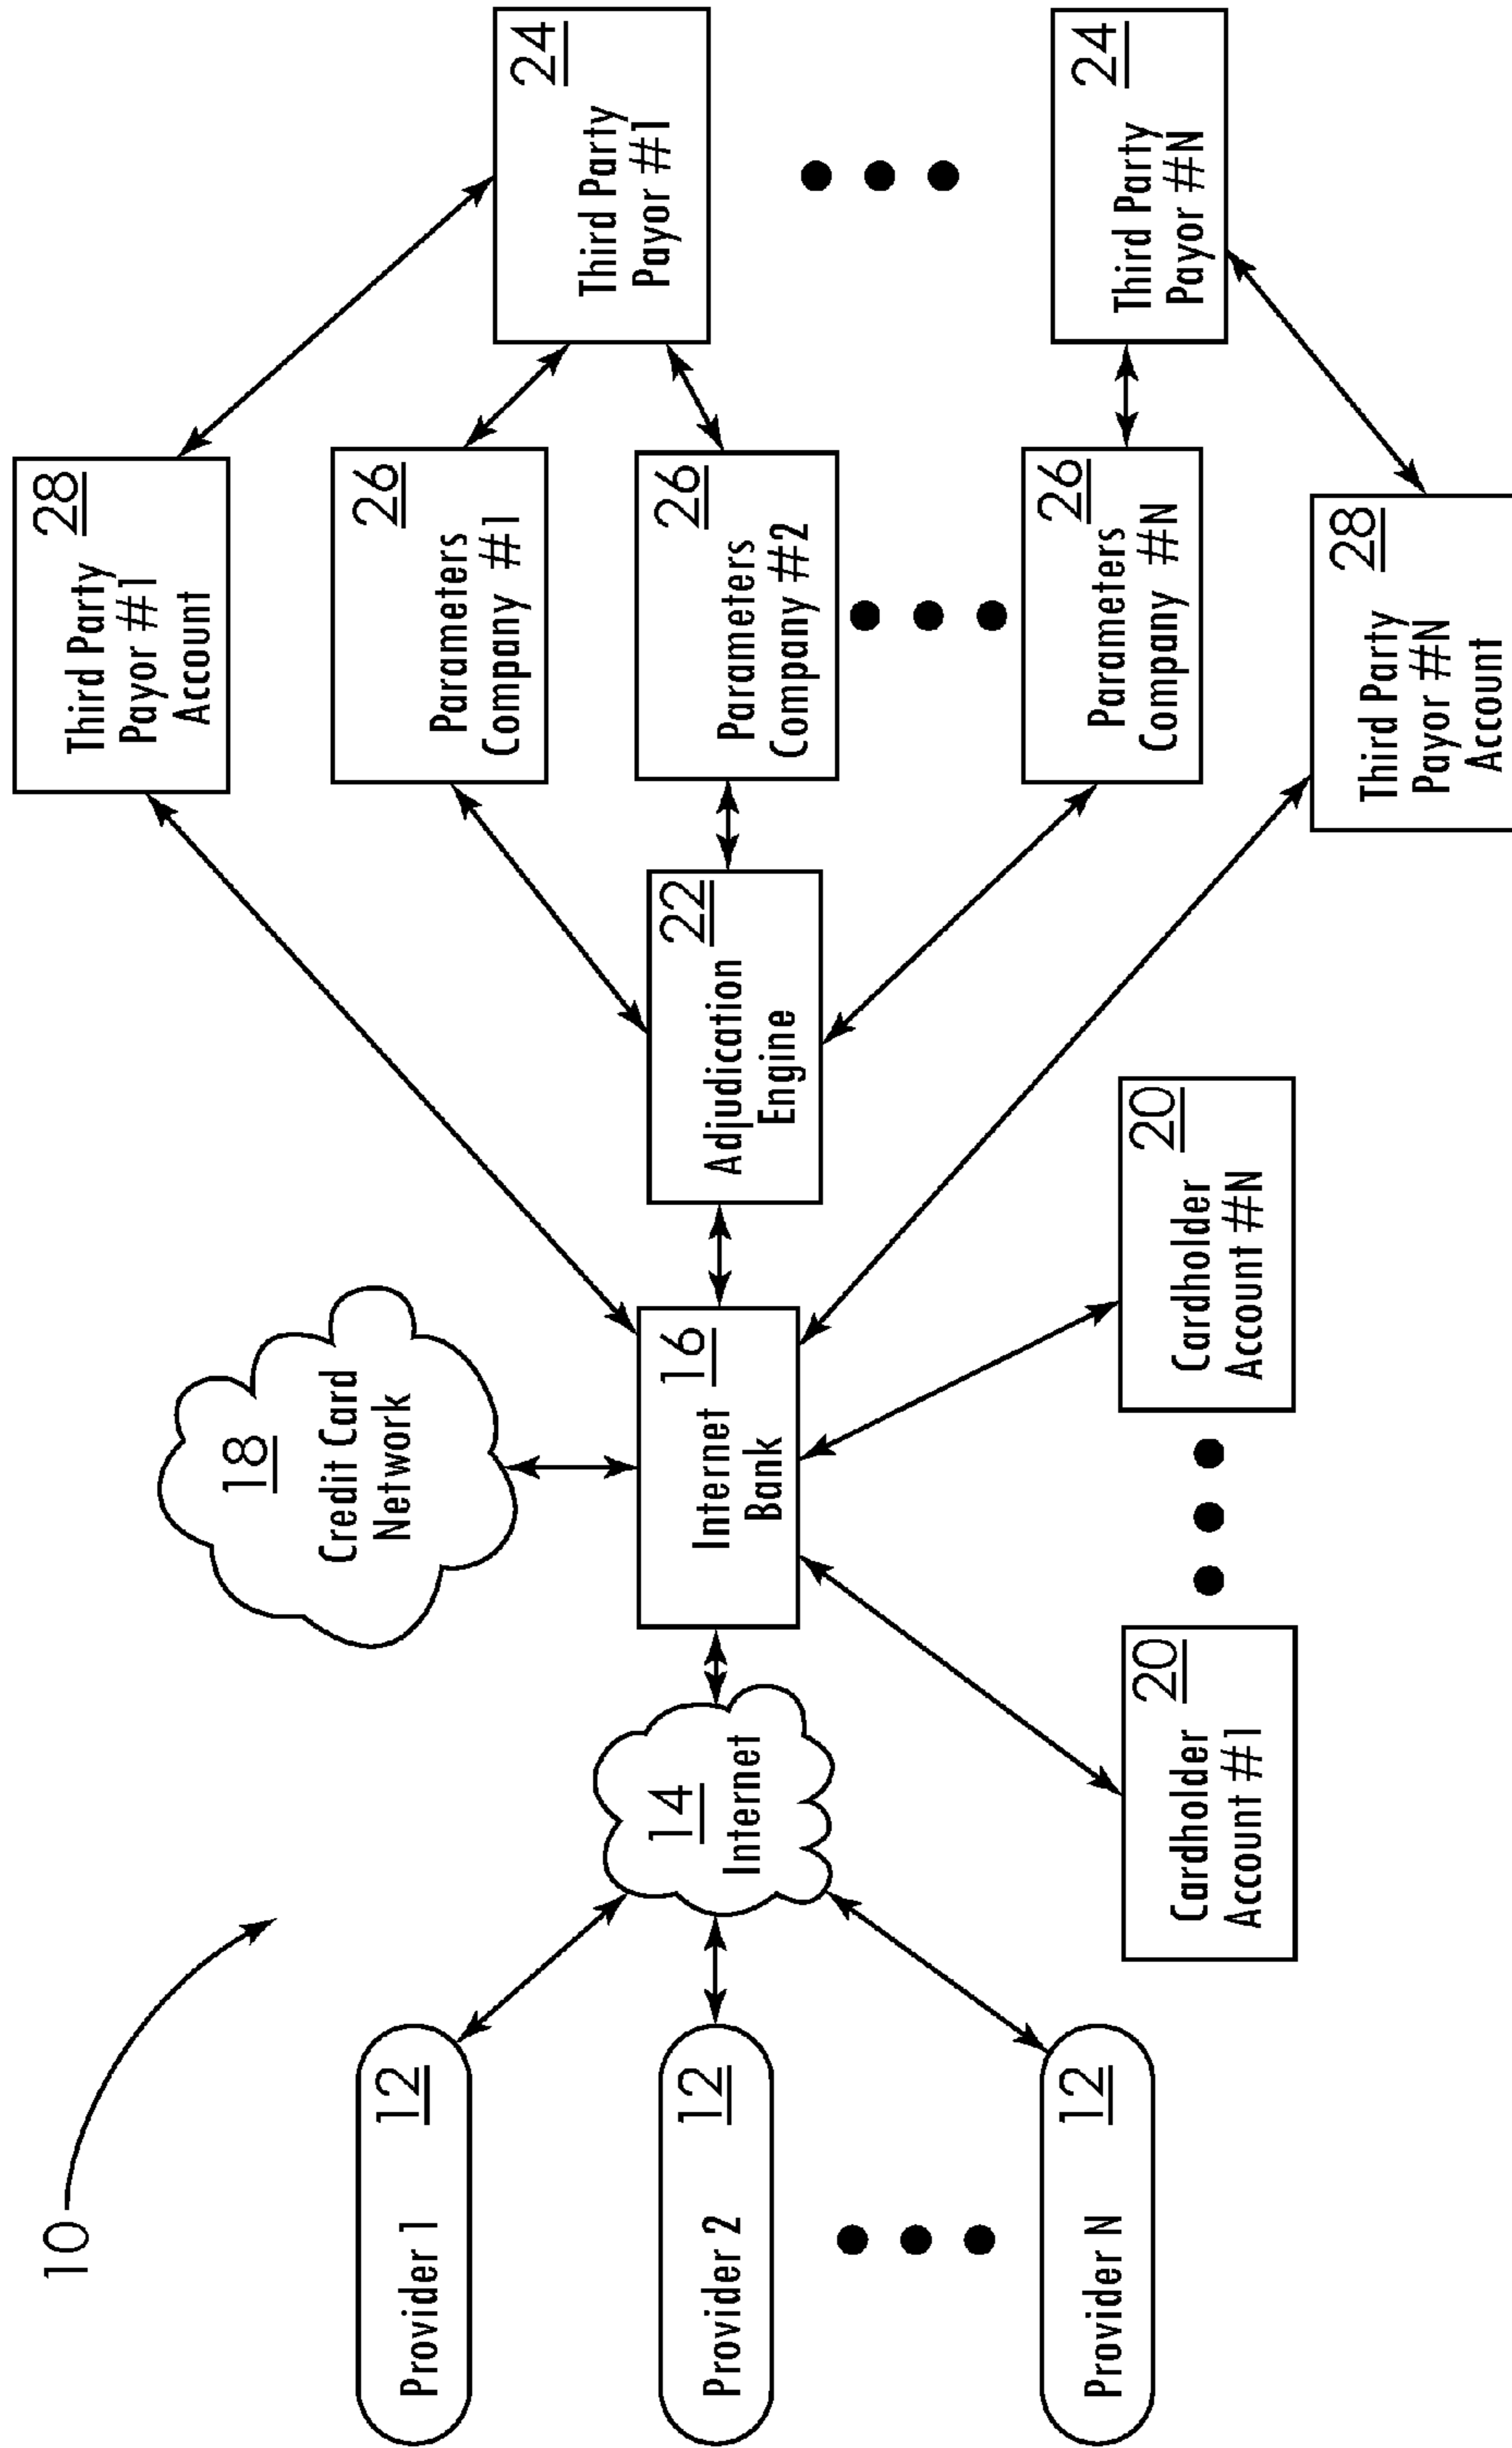 10
28
Third Party
Payor #1
Account
18
Credit Card
Network
12
Provider 1
26
Parameters
Company #1
24
Third Party
Payor #1
12
Provider 2
14
Internet
16
Internet
Bank
22
Adjudication
Engine
26
Parameters
Company #2
12
Provider N
20
Cardholder
Account #1
20
Cardholder
Account #N
26
Parameters
Company #N
24
Third Party
Payor #N
28
Third Party
Payor #N
Account